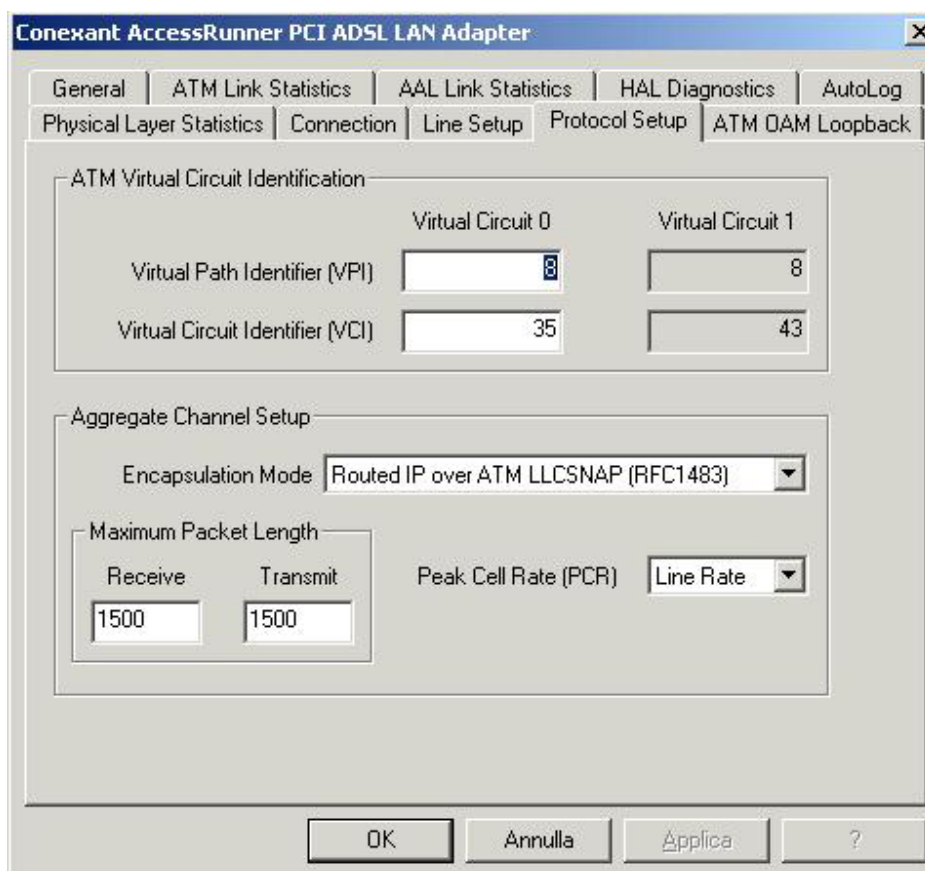 Conexant AccessRunner PCI ADSL LAN Adapter
General ATM Link Statistics AAL Link Statistics HAL Diagnostics AutoLog
Physical Layer Statistics Connection Line Setup Protocol Setup ATM OAM Loopback
ATM Virtual Circuit Identification
Virtual Circuit 0 Virtual Circuit 1
Virtual Path Identifier (VPI) 8 8
Virtual Circuit Identifier (VCI) 35 43
Aggregate Channel Setup
Encapsulation Mode Routed IP over ATM LLCSNAP (RFC1483)
Maximum Packet Length
Receive Transmit Peak Cell Rate (PCR) Line Rate
1500 1500
OK Annulla Applica ?